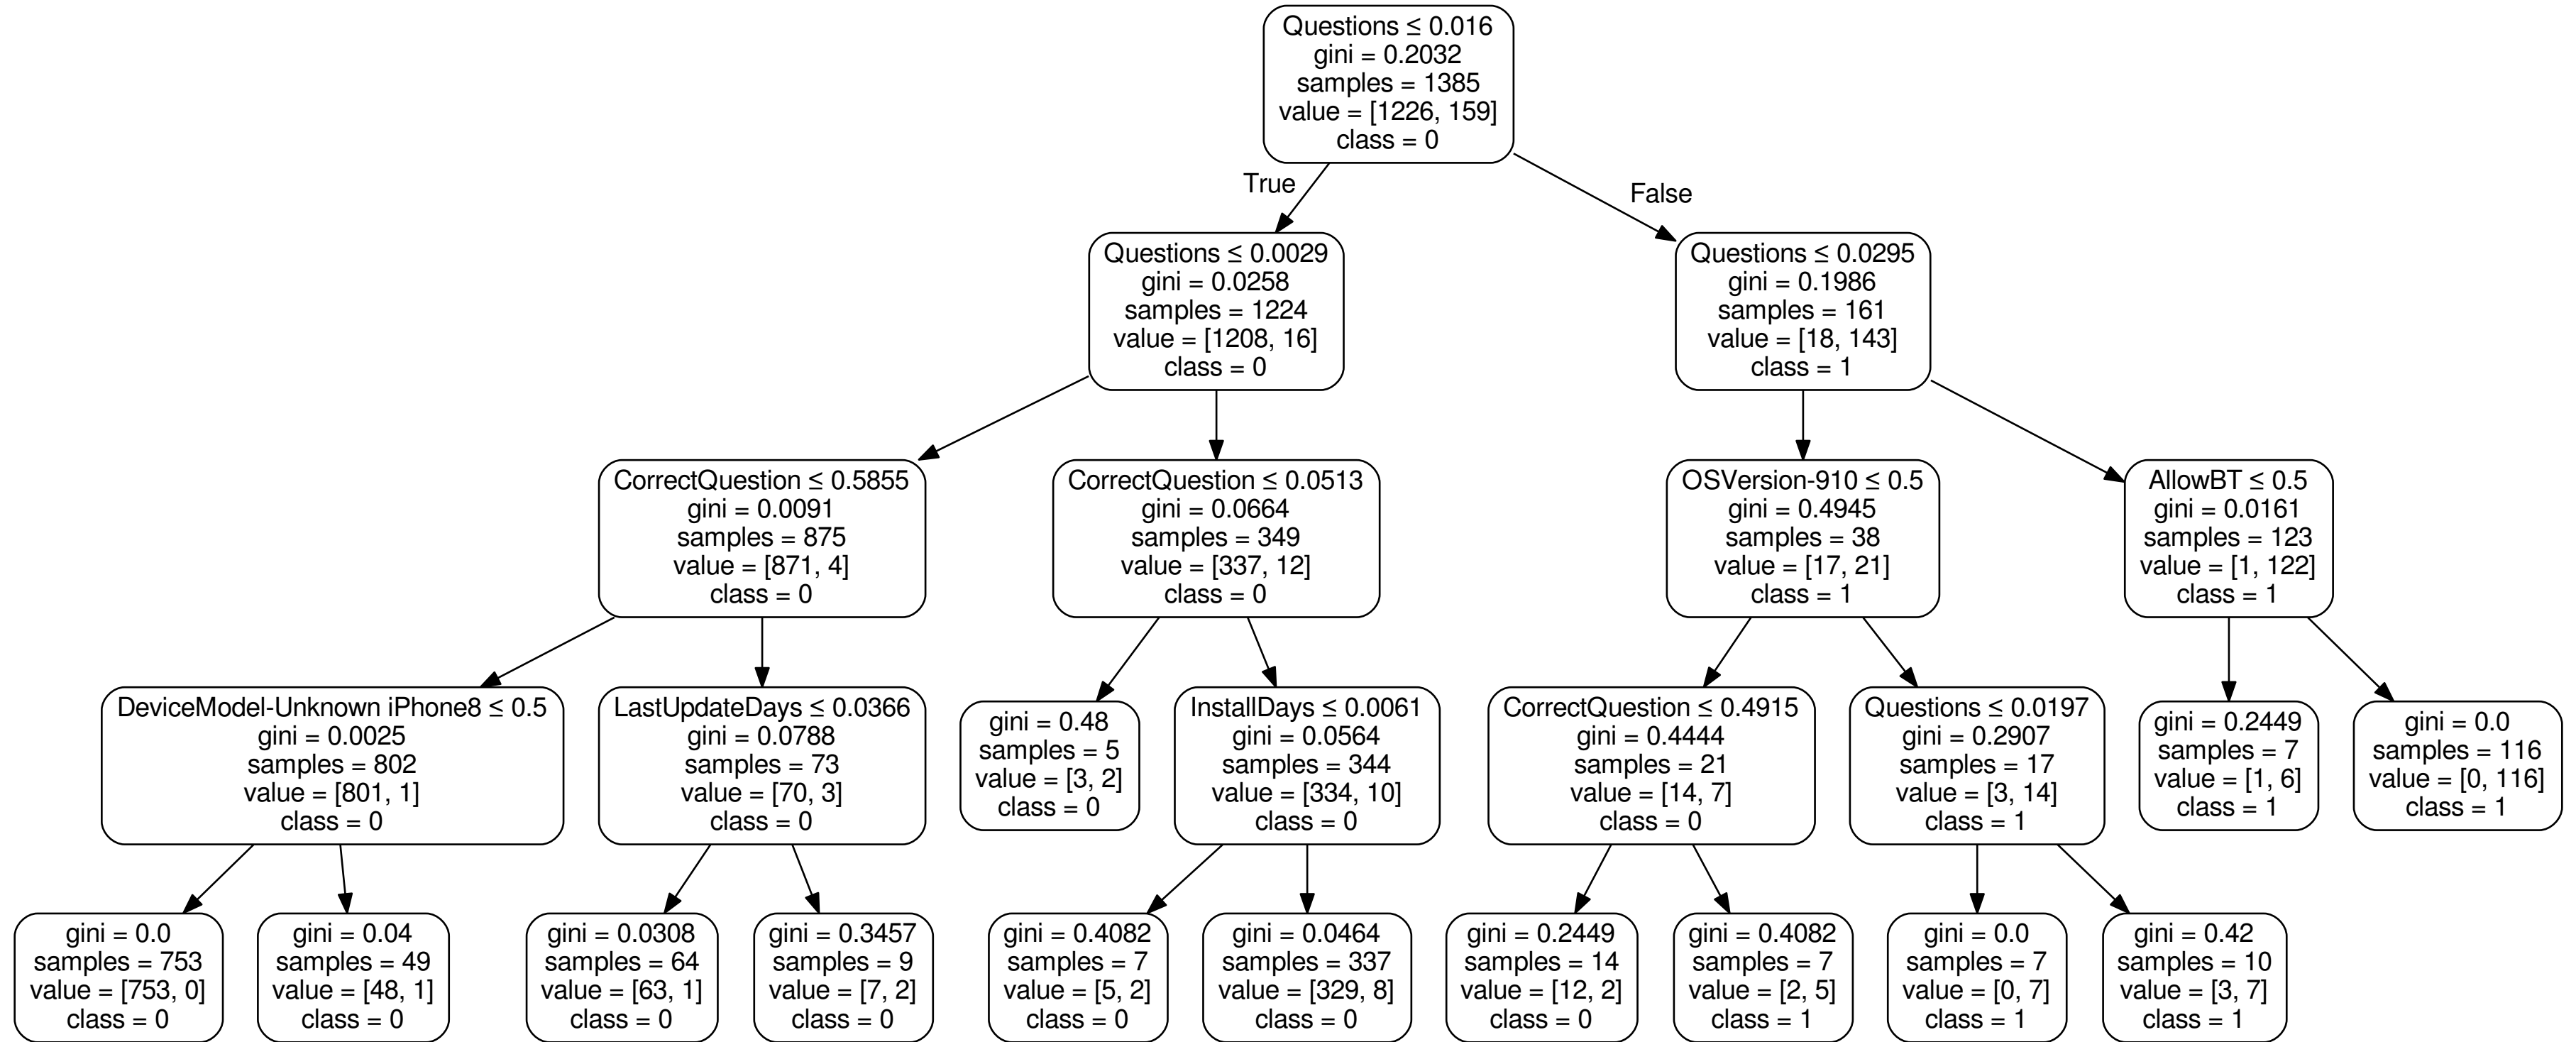 Questions ≤ 0.016
gini = 0.2032
samples = 1385
value = [1226, 159]
class = 0
True
False
Questions ≤ 0.0029
gini = 0.0258
samples = 1224
value = [1208, 16]
class = 0
Questions ≤ 0.0295
gini = 0.1986
samples = 161
value = [18, 143]
class = 1
CorrectQuestion ≤ 0.5855
gini = 0.0091
samples = 875
value = [871, 4]
class = 0
CorrectQuestion ≤ 0.0513
gini = 0.0664
samples = 349
value = [337, 12]
class = 0
OSVersion-910 ≤ 0.5
gini = 0.4945
samples = 38
value = [17, 21]
class = 1
AllowBT ≤ 0.5
gini = 0.0161
samples = 123
value = [1, 122]
class = 1
DeviceModel-Unknown iPhone8 ≤ 0.5
gini = 0.0025
samples = 802
value = [801, 1]
class = 0
LastUpdateDays ≤ 0.0366
gini = 0.0788
samples = 73
value = [70, 3]
class = 0
gini = 0.48
samples = 5
value = [3, 2]
class = 0
InstallDays ≤ 0.0061
gini = 0.0564
samples = 344
value = [334, 10]
class = 0
CorrectQuestion ≤ 0.4915
gini = 0.4444
samples = 21
value = [14, 7]
class = 0
Questions ≤ 0.0197
gini = 0.2907
samples = 17
value = [3, 14]
class = 1
gini = 0.2449
samples = 7
value = [1, 6]
class = 1
gini = 0.0
samples = 116
value = [0, 116]
class = 1
gini = 0.0
samples = 753
value = [753, 0]
class = 0
gini = 0.04
samples = 49
value = [48, 1]
class = 0
gini = 0.0308
samples = 64
value = [63, 1]
class = 0
gini = 0.3457
samples = 9
value = [7, 2]
class = 0
gini = 0.4082
samples = 7
value = [5, 2]
class = 0
gini = 0.0464
samples = 337
value = [329, 8]
class = 0
gini = 0.2449
samples = 14
value = [12, 2]
class = 0
gini = 0.4082
samples = 7
value = [2, 5]
class = 1
gini = 0.0
samples = 7
value = [0, 7]
class = 1
gini = 0.42
samples = 10
value = [3, 7]
class = 1